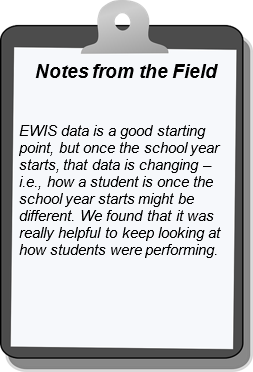 Notes from the Field
EWIS data is a good starting
point, but once the school year
starts, that data is changing –
i.e., how a student is once the
school year starts might be
different. We found that it was
really helpful to keep looking at
how students were performing.